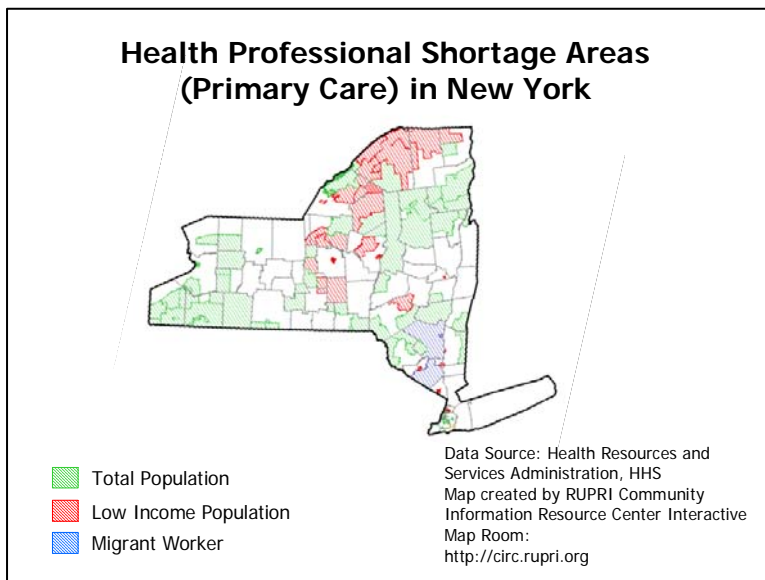 Health Professional Shortage Areas
(Primary Care) in New York
Total Population
Low Income Population
Migrant Worker
Data Source: Health Resources and
Services Administration, HHS
Map created by RUPRI Community
Information Resource Center Interactive
Map Room:
http://circ.rupri.org